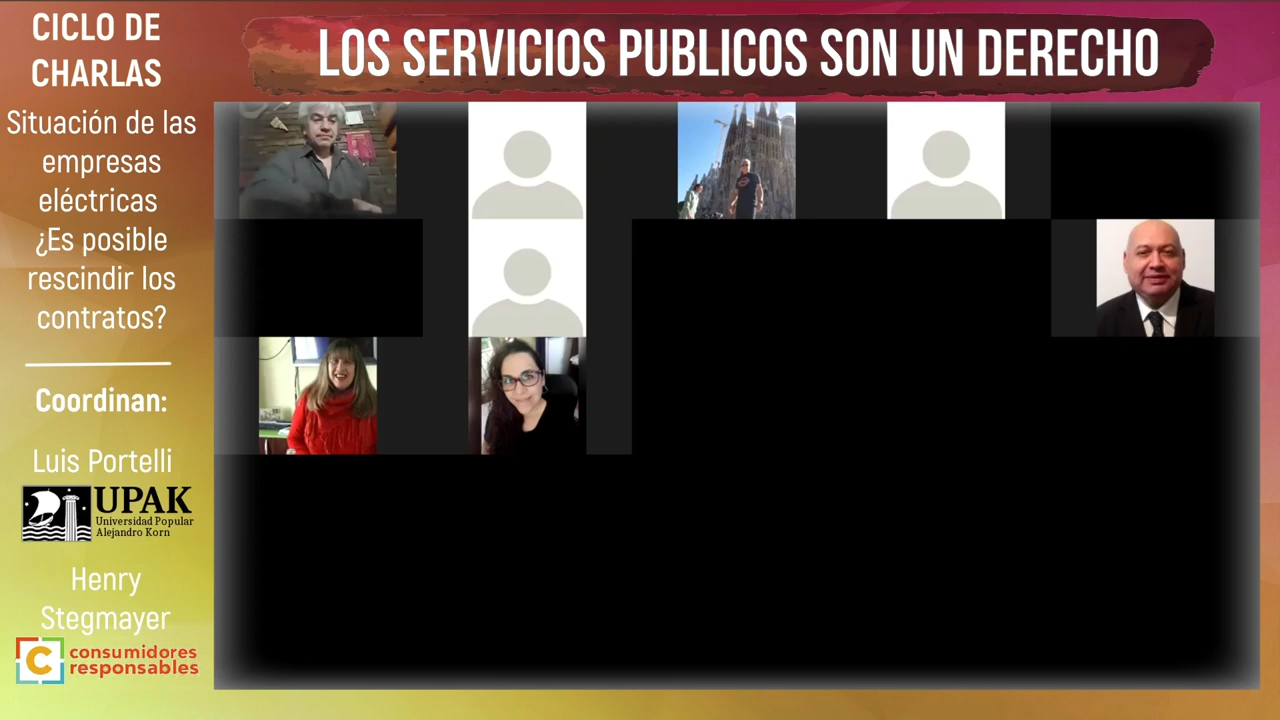 CICLO DE
CHARLAS
Situación de las
empresas
eléctricas
¿Es posible
rescindir los
contratos?
Coordinan:
Luis Portelli
UPAK
Universidad Popular
Alejandro Korn
Henry
Stegmayer
C
consumidores
responsables
LOS SERVICIOS PUBLICOS SON UN DERECHO